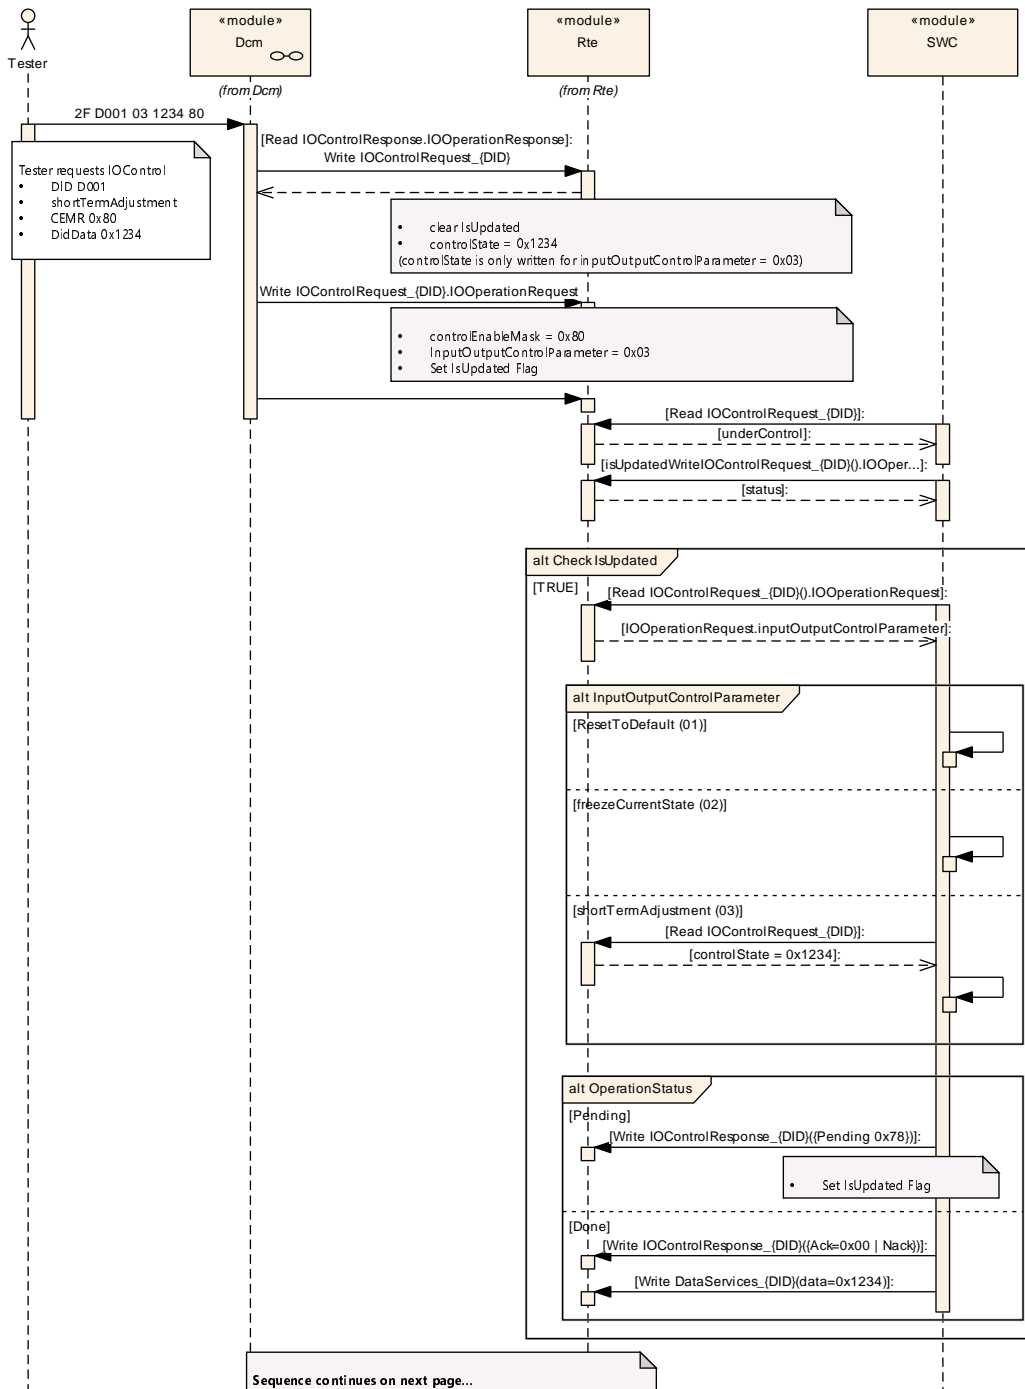 «module»
Dcm
«module»
Rte
«module»
SWC
Tester
(from Dcm)
(from Rte)
2F D001 03 1234 80
[Read IOControlResponse.IOOperationResponse]:
Write IOControlRequest_{DID}
Tester requests IOControl
• DID D001
• shortTermAdjustment
• CEMR 0x80
• DidData 0x1234
• clear IsUpdated
• controlState = 0x1234
(controlState is only written for inputOutputControlParameter = 0x03)
Write IOControlRequest_{DID}.IOOperationRequest
• controlEnableMask = 0x80
• InputOutputControlParameter = 0x03
• Set IsUpdated Flag
[Read IOControlRequest_{DID}]:
[underControl]:
[isUpdatedWriteIOControlRequest_{DID}().IOOper...]:
[status]:
alt CheckIsUpdated
[TRUE]
[Read IOControlRequest_{DID}().IOOperationRequest]:
[IOOperationRequest.inputOutputControlParameter]:
alt InputOutputControlParameter
[ResetToDefault (01)]
[freezeCurrentState (02)]
[shortTermAdjustment (03)]
[Read IOControlRequest_{DID}]:
[controlState = 0x1234]:
alt OperationStatus
[Pending]
[Write IOControlResponse_{DID}({Pending 0x78})]:
• Set IsUpdated Flag
[Done]
[Write IOControlResponse_{DID}({Ack=0x00 | Nack})]:
[Write DataServices_{DID}(data=0x1234)]:
Sequence continues on next page...